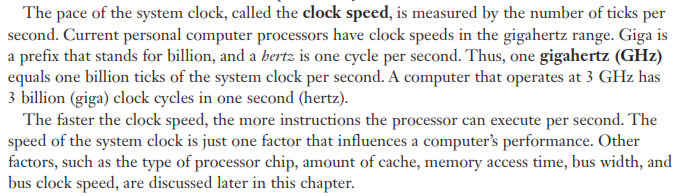 The pace of the system clock, called the clock speed, is measured by the number of ticks per
second. Current personal computer processors have clock speeds in the gigahertz range. Giga is
a prefix that stands for billion, and a hertz is one cycle per second. Thus, one gigahertz (GHz)
equals one billion ticks of the system clock per second. A computer that operates at 3 GHz has
3 billion (giga) clock cycles in one second (hertz).
The faster the clock speed, the more instructions the processor can execute per second. The
speed of the system clock is just one factor that influences a computer’s performance. Other
factors, such as the type of processor chip, amount of cache, memory access time, bus width, and
bus clock speed, are discussed later in this chapter.